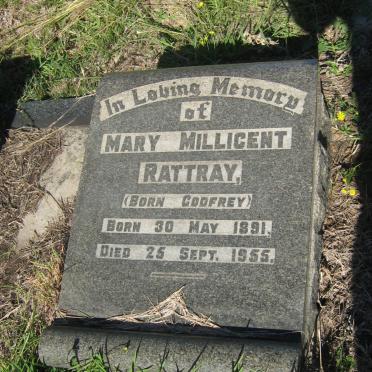 In Loving Memory
of
MARY MILLICENT
RATTRAY,
(BORN GODFREY)
BORN 30 MAY 1891,
DIED 25 SEPT. 1955.